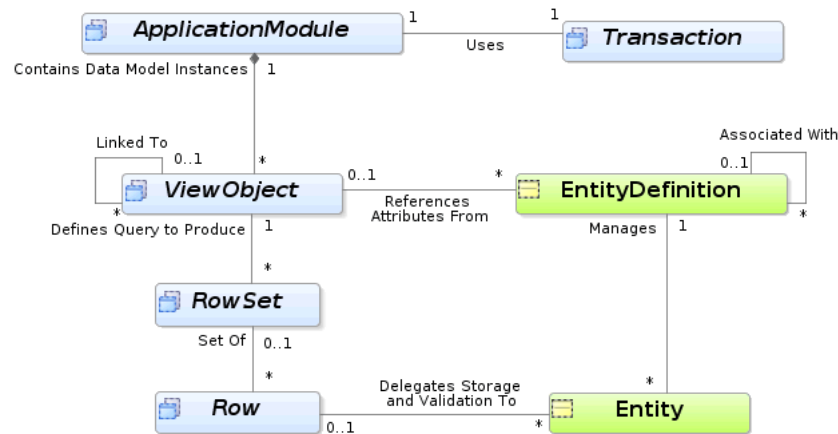 ApplicationModule
1
1
Uses
Transaction
Contains Data Model Instances
1
Linked To
0..1
*
*
ViewObject
0..1
*
References
Attributes From
Associated With
0..1
*
EntityDefinition
Defines Query to Produce
1
Manages
1
*
RowSet
Set Of
0..1
*
Row
0..1
Delegates Storage
and Validation To
*
*
Entity